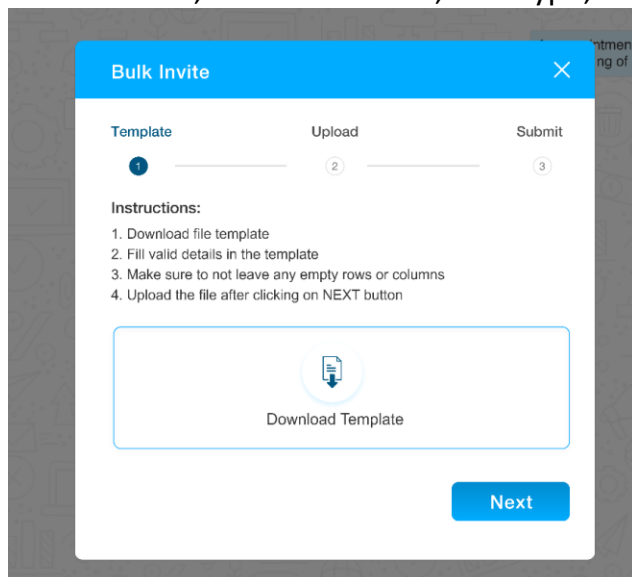 Bulk Invite
ng of
Template Upload Submit
1 2 3
Instructions:
1. Download file template
2. Fill valid details in the template
3. Make sure to not leave any empty rows or columns
4. Upload the file after clicking on NEXT button
Download Template
Next